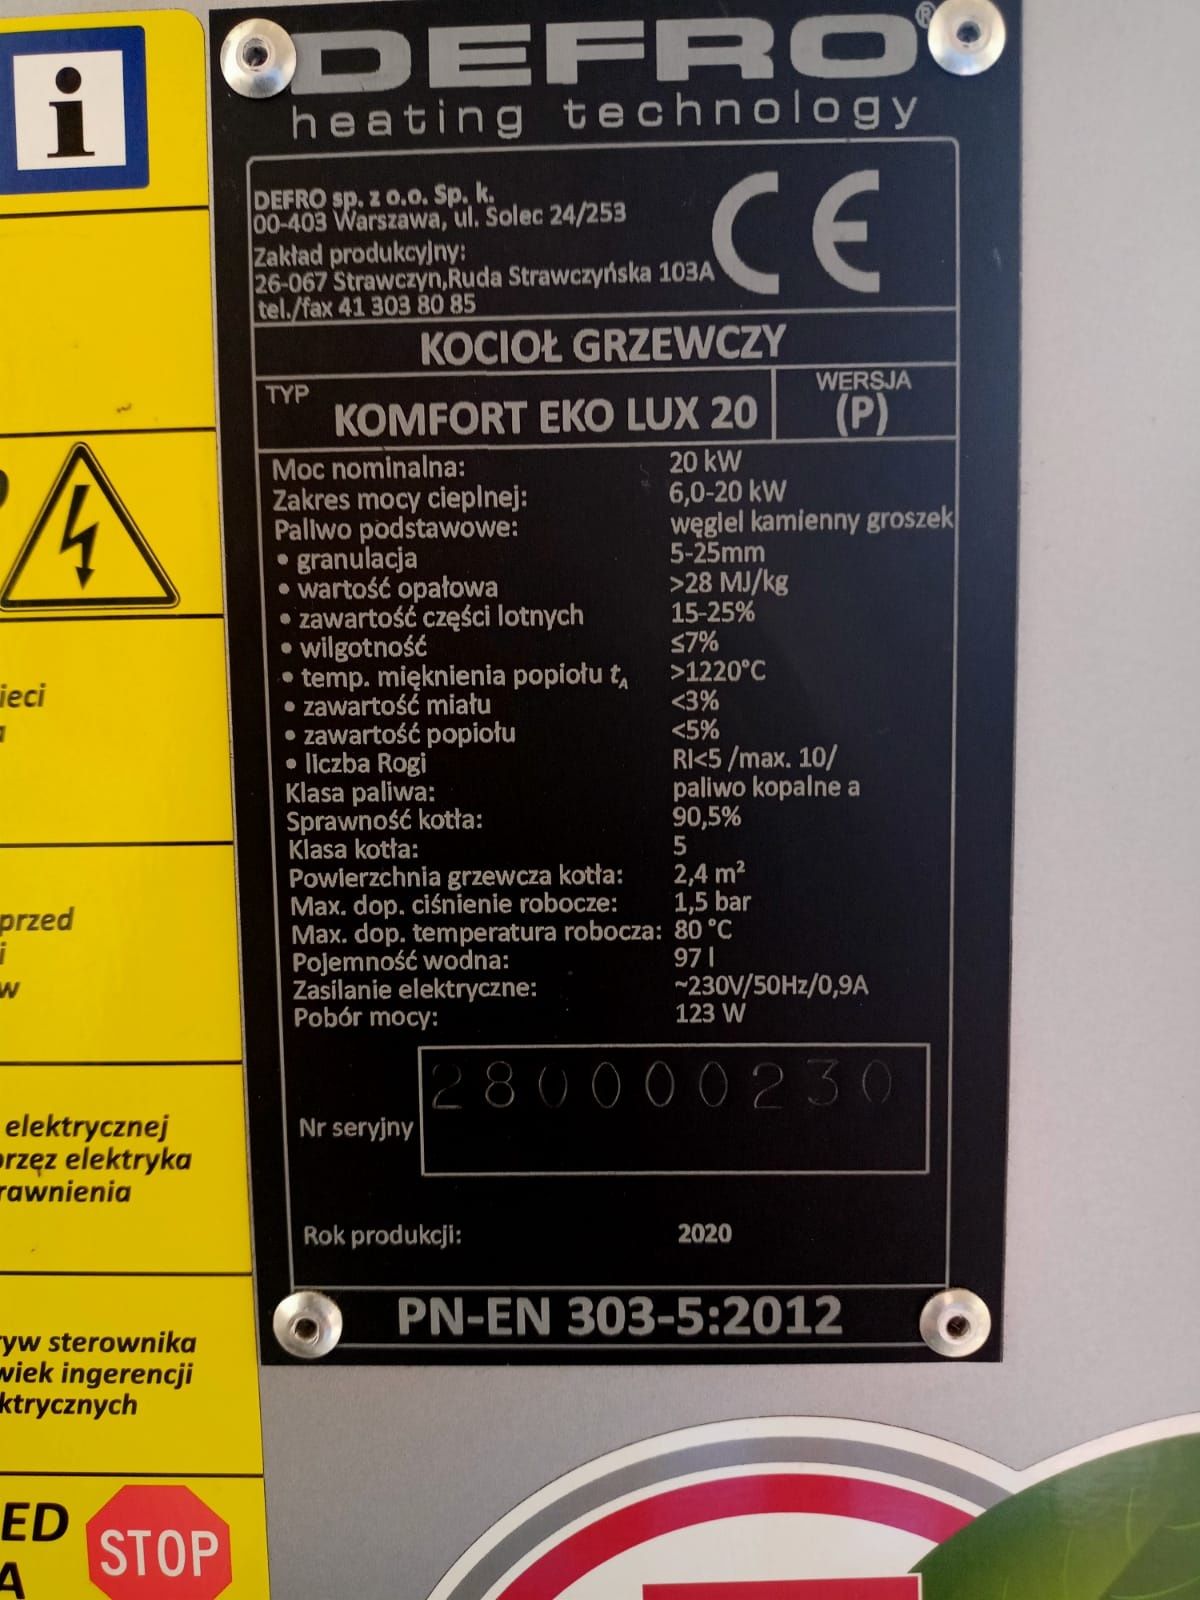 i
DEFRO®
heating technology
DEFRO sp. z o.o. Sp. k.
00-403 Warszawa, ul. Solec 24/253
Zakład produkcyjny:
26-067 Strawczyn,Ruda Strawczyńska 103A
tel./fax 41 303 80 85
CE
KOCIOŁ GRZEWCZY
TYP KOMFORT EKO LUX 20
WERSJA (P)
Moc nominalna: 20 kW
Zakres mocy cieplnej: 6,0-20 kW
Paliwo podstawowe: węgiel kamienny groszek
• granulacja 5-25mm
• wartość opałowa >28 MJ/kg
• zawartość części lotnych 15-25%
• wilgotność ≤7%
• temp. mięknienia popiołu tA >1220°C
• zawartość miału <3%
• zawartość popiołu <5%
• liczba Rogi RI<5 /max. 10/
Klasa paliwa: paliwo kopalne a
Sprawność kotła: 90,5%
Klasa kotła: 5
Powierzchnia grzewcza kotła: 2,4 m²
Max. dop. ciśnienie robocze: 1,5 bar
Max. dop. temperatura robocza: 80 °C
Pojemność wodna: 97 l
Zasilanie elektryczne: ~230V/50Hz/0,9A
Pobór mocy: 123 W
Nr seryjny 280000230
Rok produkcji: 2020
PN-EN 303-5:2012
ieci
a
przed
i
w
elektrycznej
przez elektryka
rawnienia
ryw sterownika
wiek ingerencji
ktrycznych
ED
A
STOP